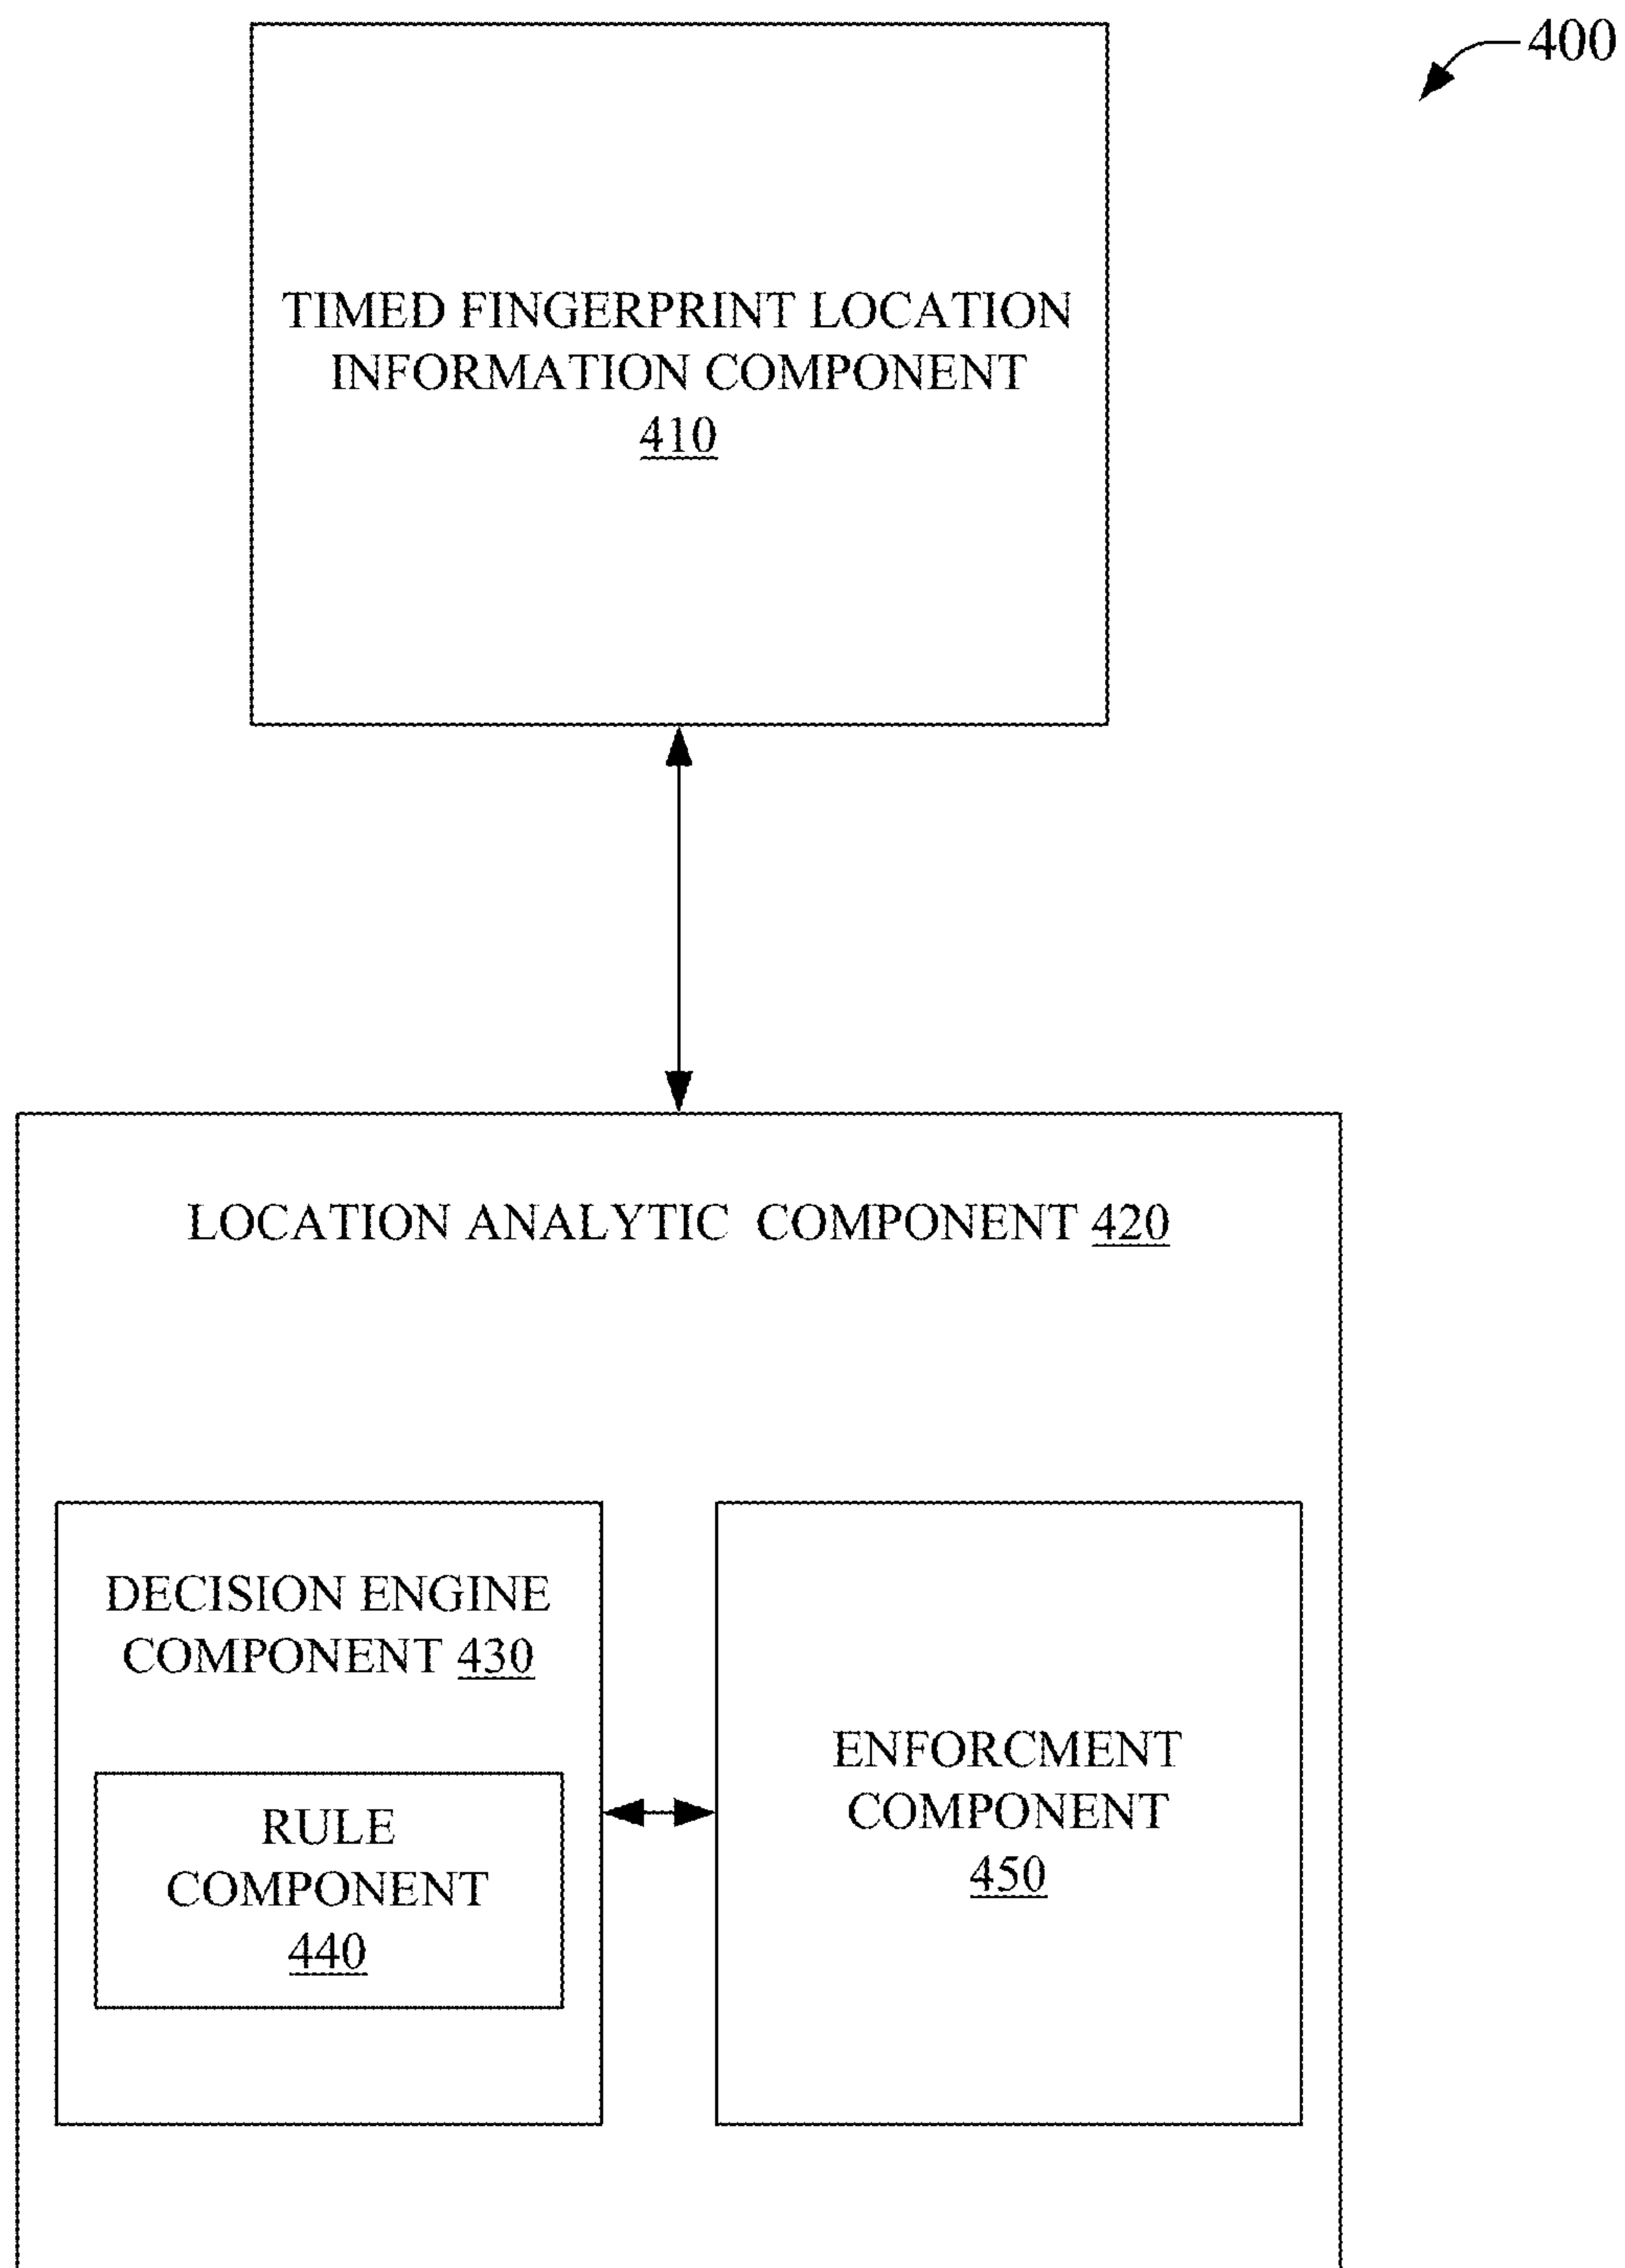 400
TIMED FINGERPRINT LOCATION
INFORMATION COMPONENT
410
LOCATION ANALYTIC COMPONENT 420
DECISION ENGINE
COMPONENT 430
RULE
COMPONENT
440
ENFORCMENT
COMPONENT
450